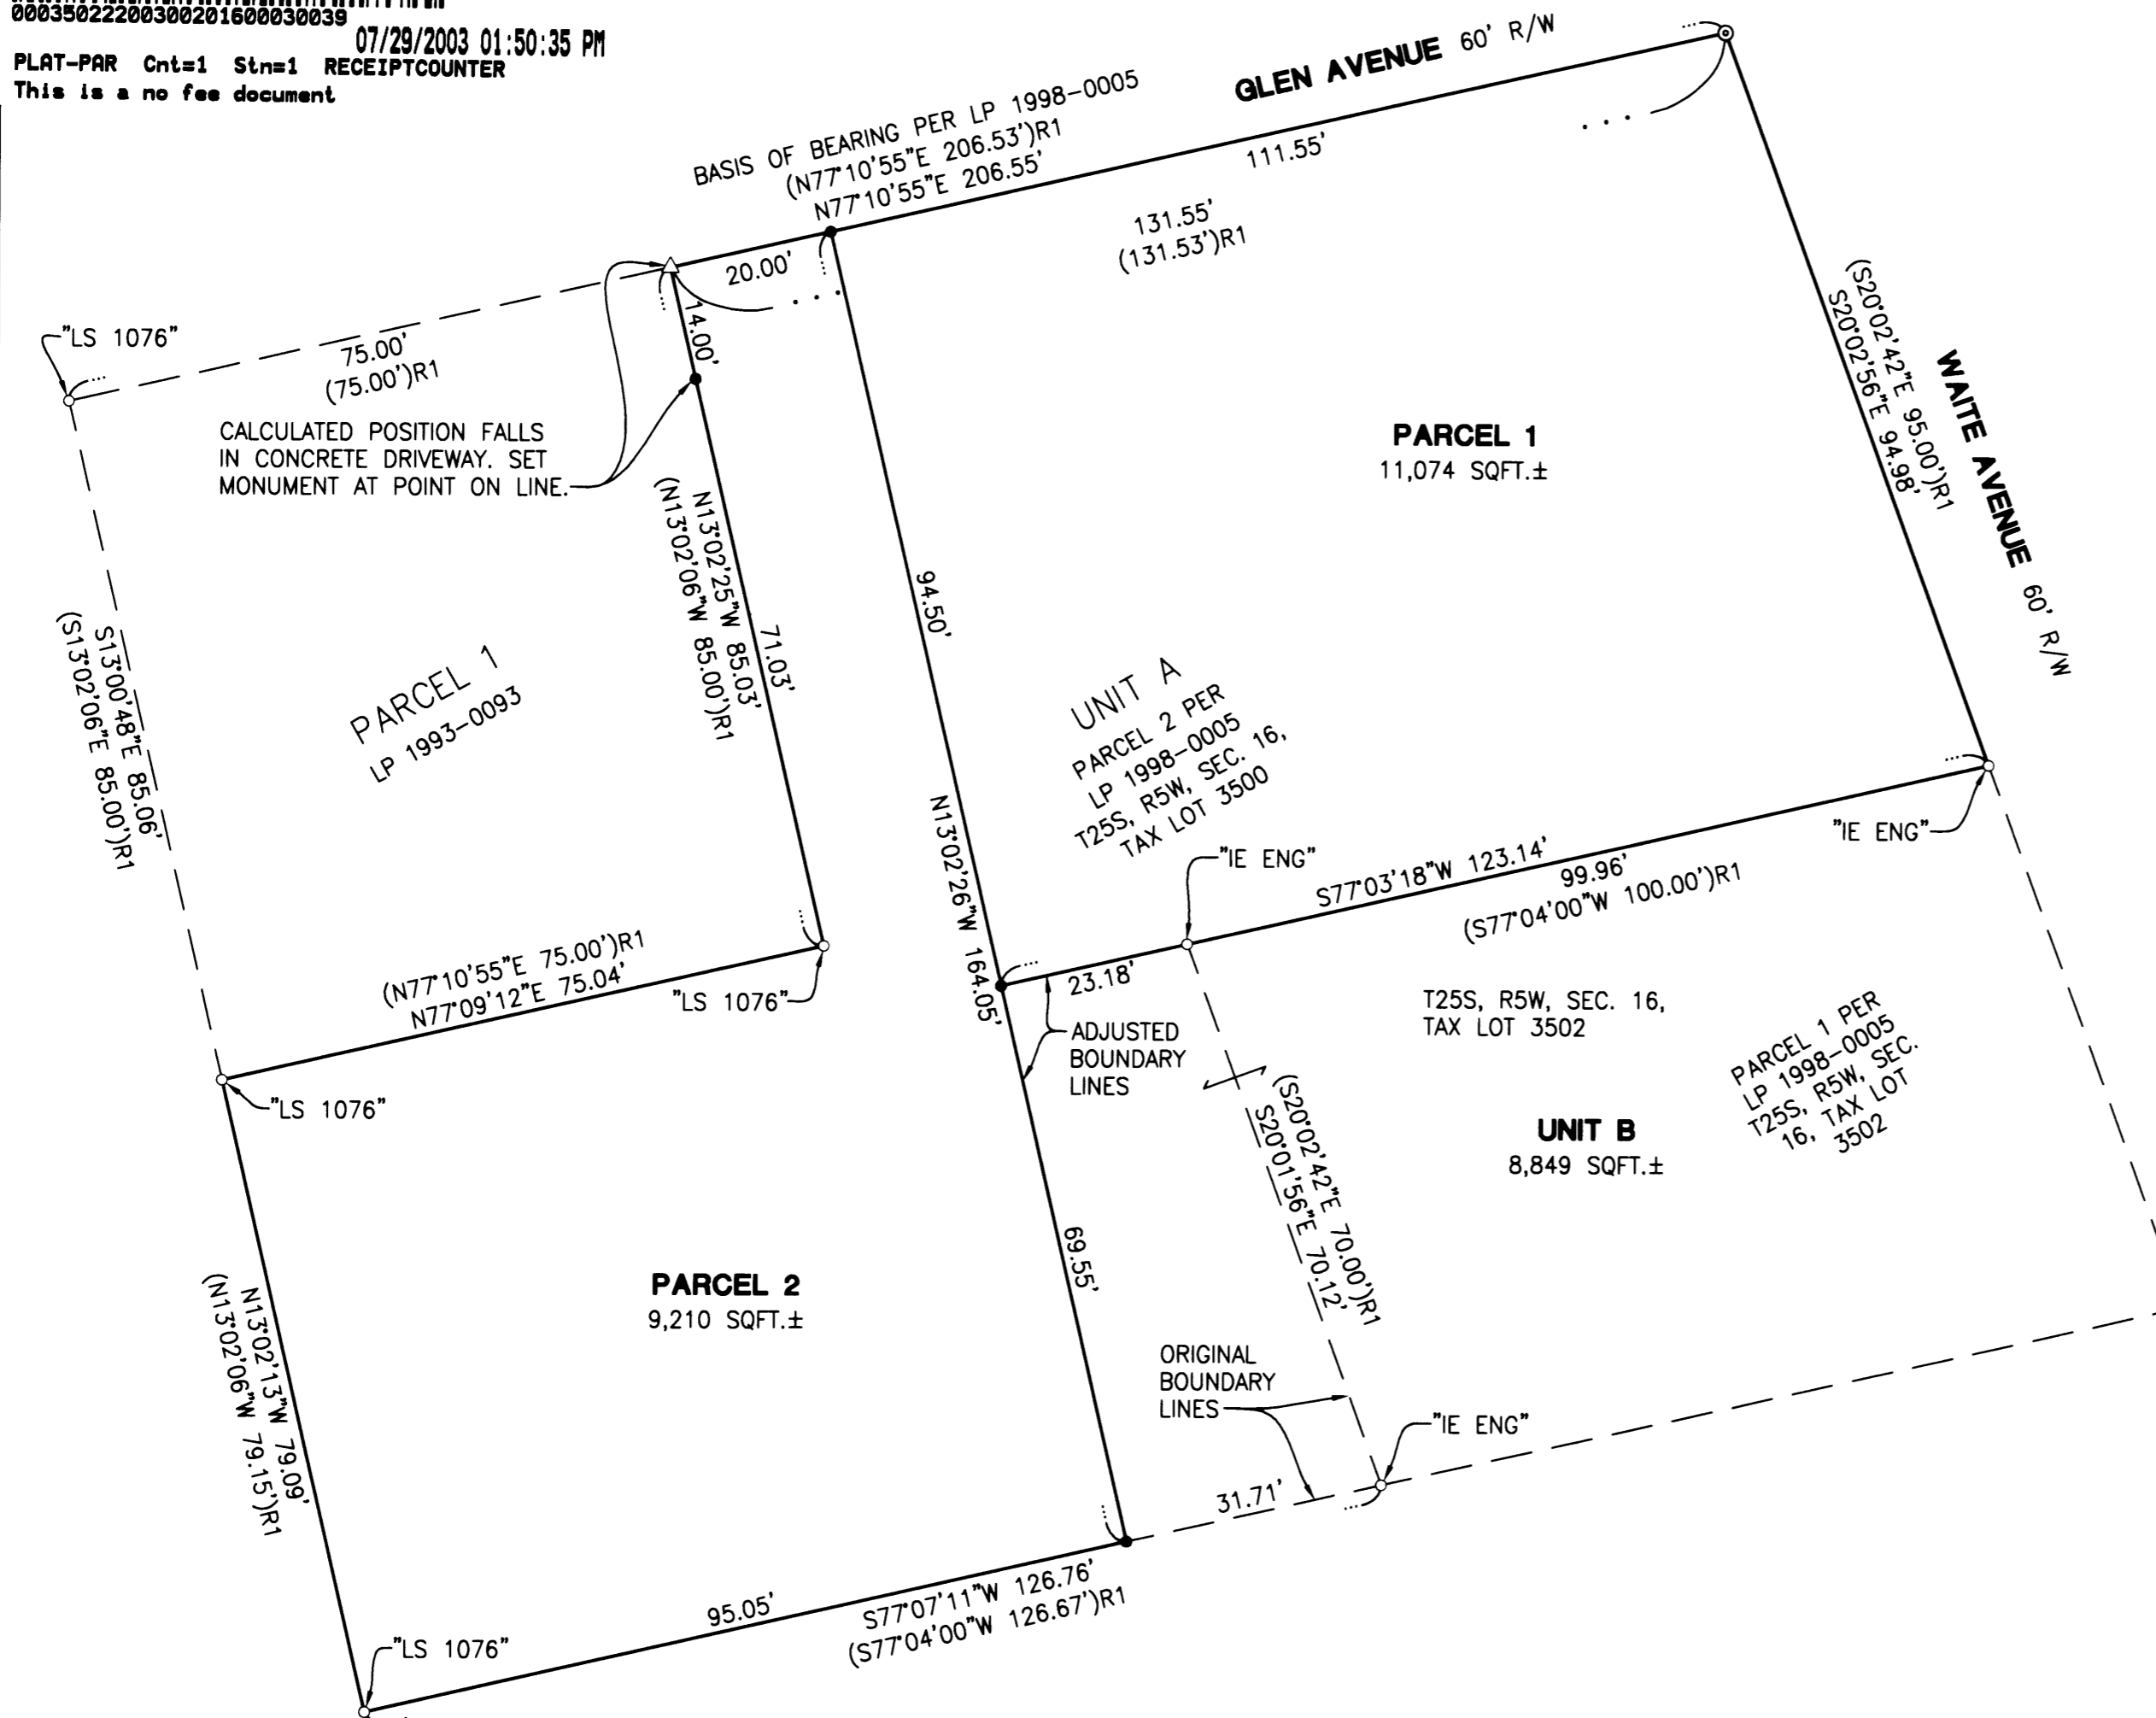 00035022200300201600030039
07/29/2003 01:50:35 PM
PLAT-PAR Cnt=1 Stn=1 RECEIPTCOUNTER
This is a no fee document
BASIS OF BEARING PER LP 1998-0005
(N77°10'55"E 206.53')R1
N77°10'55"E 206.55'
GLEN AVENUE 60' R/W
111.55'
131.55'
(131.53')R1
20.00'
14.00'
"LS 1076"
75.00'
(75.00')R1
CALCULATED POSITION FALLS
IN CONCRETE DRIVEWAY. SET
MONUMENT AT POINT ON LINE.
(S20°02'42"E 95.00')R1
S20°02'56"E 94.98'
WAITE AVENUE 60' R/W
PARCEL 1
11,074 SQFT.±
N13°02'25"W 85.03'
(N13°02'06"W 85.00')R1
71.03'
94.50'
N13°02'26"W 164.05'
S13°00'48"E 85.06'
(S13°02'06"E 85.00')R1
PARCEL 1
LP 1993-0093
UNIT A
PARCEL 2 PER
LP 1998-0005
T25S, R5W, SEC. 16,
TAX LOT 3500
"IE ENG"
"IE ENG"
S77°03'18"W 123.14'
99.96'
(S77°04'00"W 100.00')R1
23.18'
(N77°10'55"E 75.00')R1
N77°09'12"E 75.04'
"LS 1076"
"LS 1076"
ADJUSTED
BOUNDARY
LINES
T25S, R5W, SEC. 16,
TAX LOT 3502
PARCEL 1 PER
LP 1998-0005
T25S, R5W, SEC.
16, TAX LOT
3502
UNIT B
8,849 SQFT.±
(S20°02'42"E 70.00')R1
S20°01'56"E 70.12'
69.55'
PARCEL 2
9,210 SQFT.±
N13°02'13"W 79.09'
(N13°02'06"W 79.15')R1
ORIGINAL
BOUNDARY
LINES
"IE ENG"
31.71'
95.05'
S77°07'11"W 126.76'
(S77°04'00"W 126.67')R1
"LS 1076"